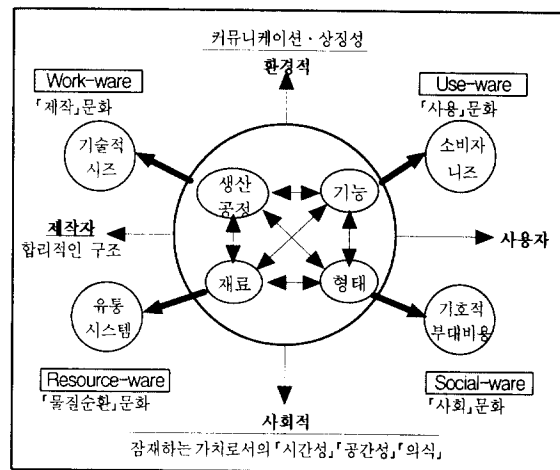 커뮤니케이션 · 상징성
환경적
Work-ware
「제작」문화
Use-ware
「사용」문화
기술적
시즈
소비자
니즈
생산
공정
기능
제작자
합리적인 구조
사용자
재료
형태
유통
시스템
기호적
부대비용
Resource-ware
「물질순환」문화
Social-ware
「사회」문화
사회적
잠재하는 가치로서의 「시간성」「공간성」「의식」